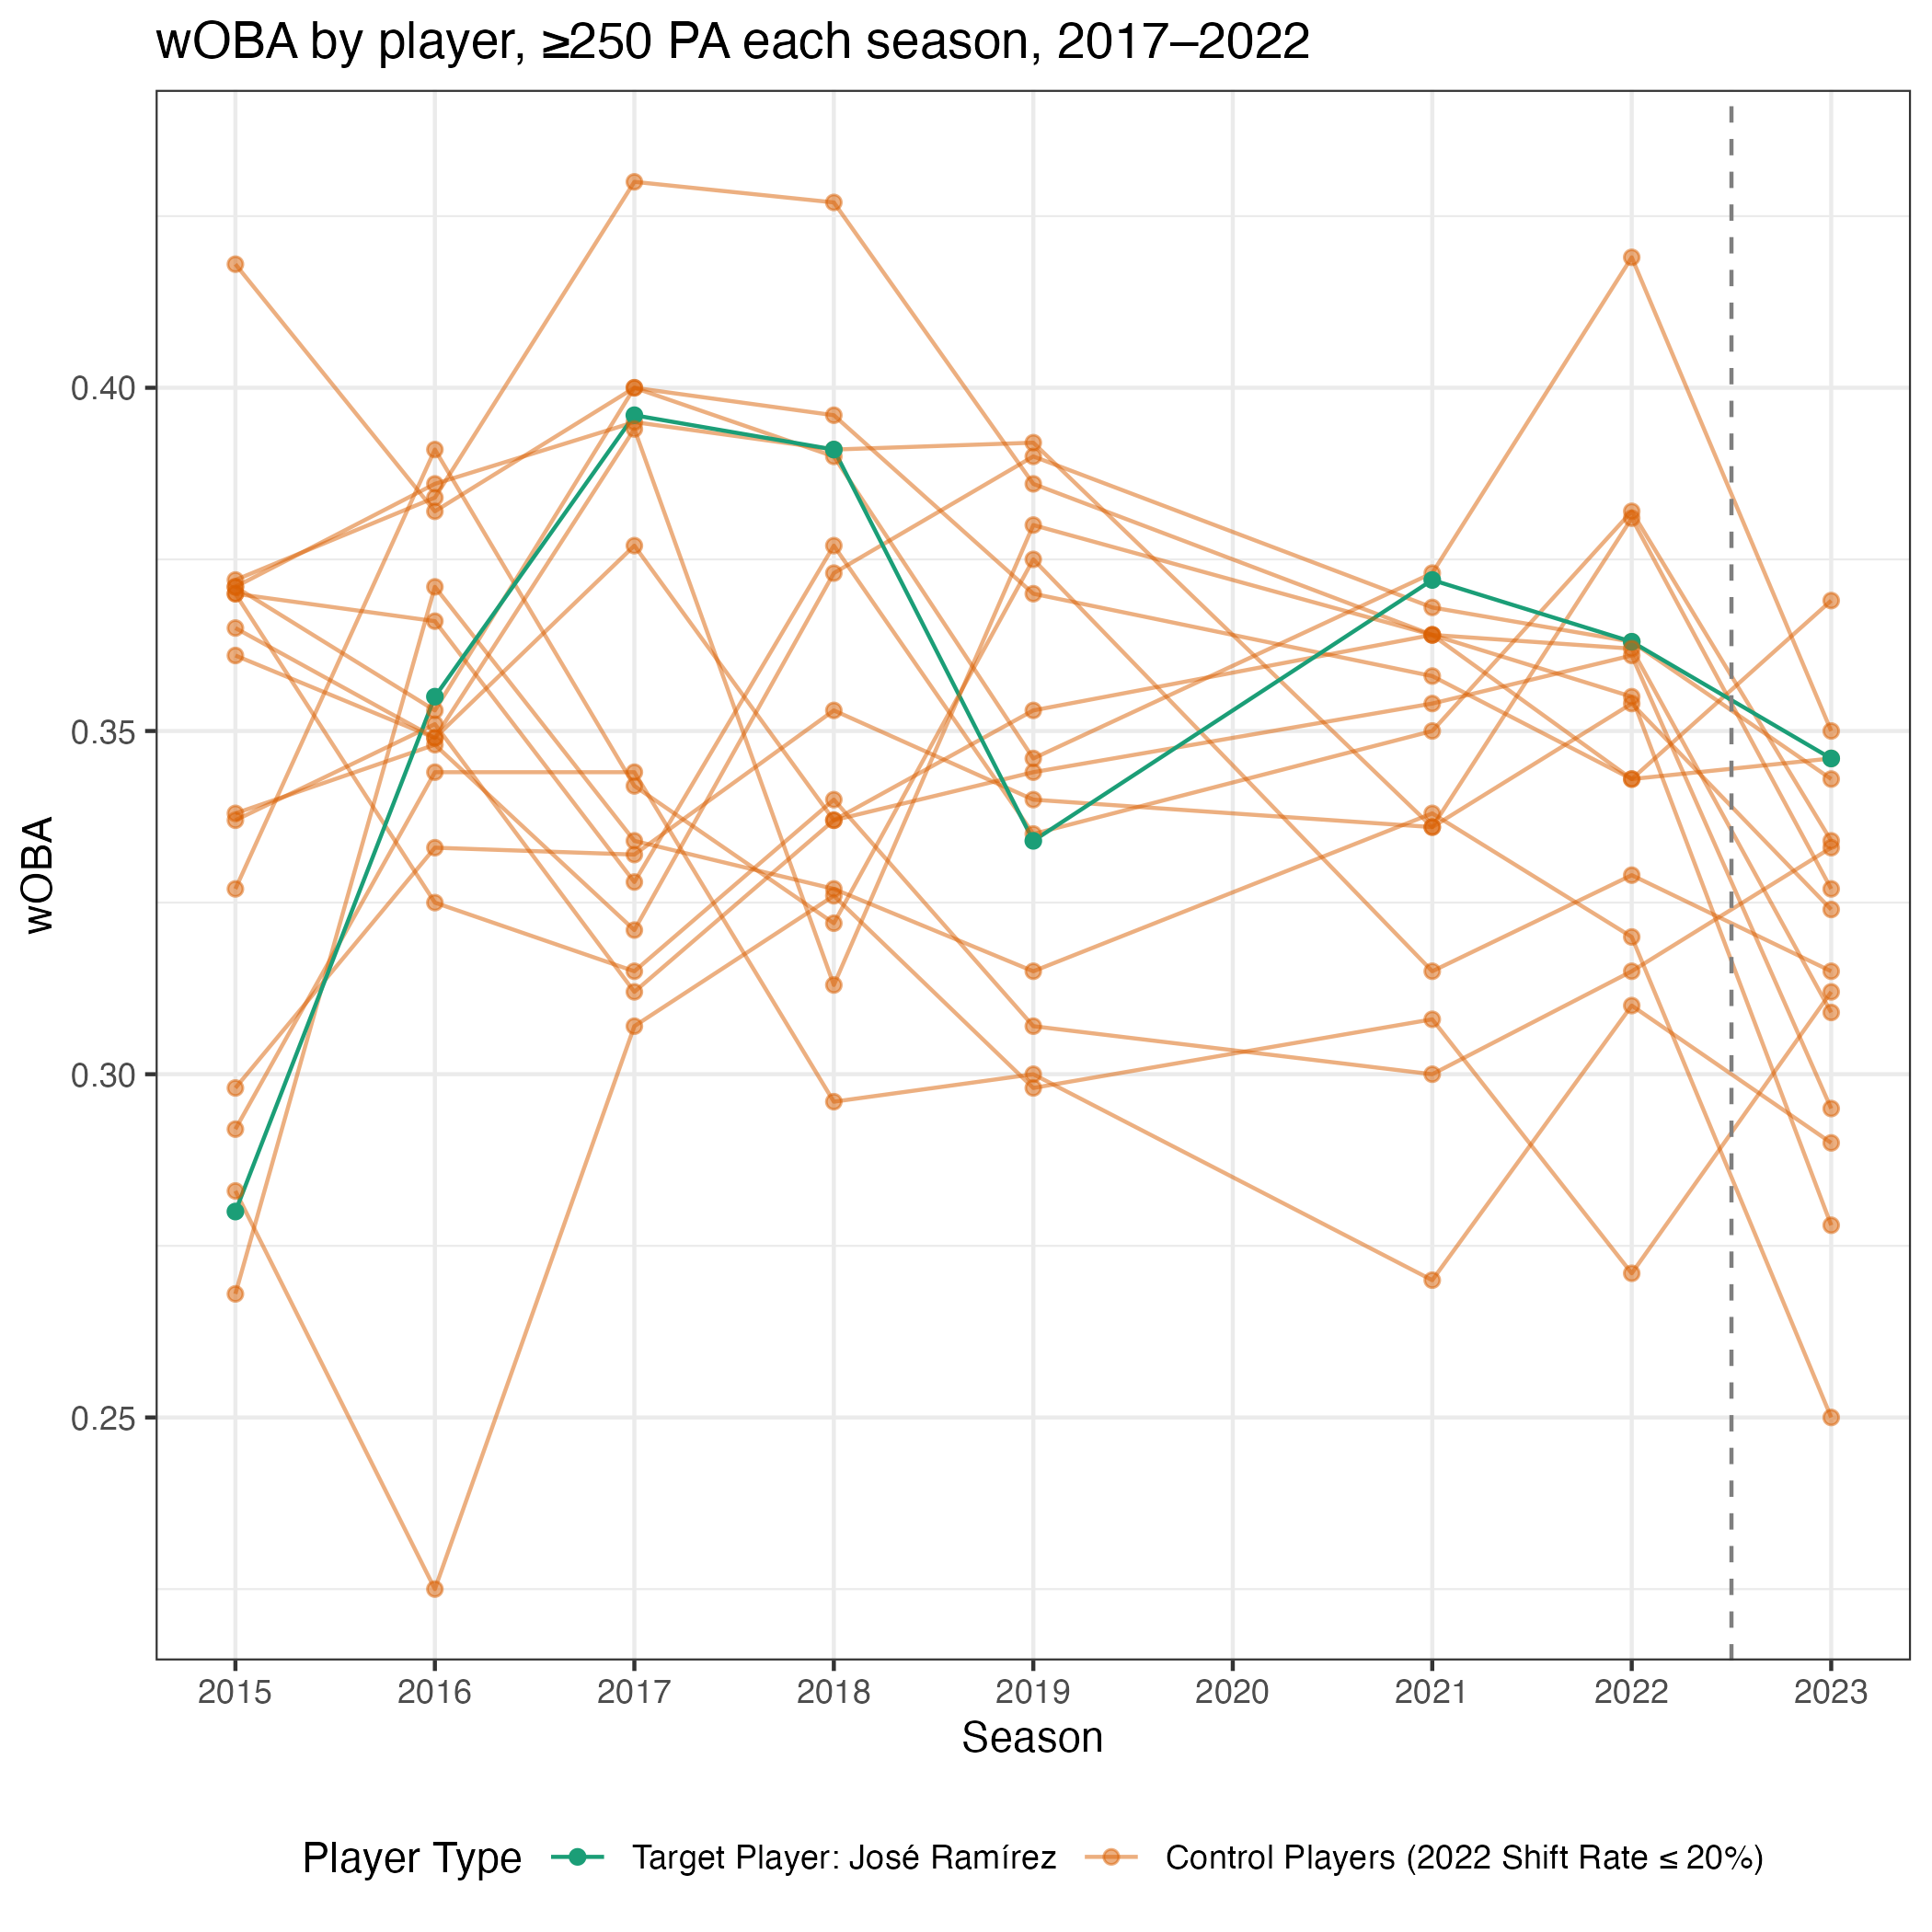 wOBA by player, ≥250 PA each season, 2017–2022
wOBA
0.40
0.35
0.30
0.25
2015 2016 2017 2018 2019 2020 2021 2022 2023
Season
Player Type Target Player: José Ramírez Control Players (2022 Shift Rate ≤ 20%)